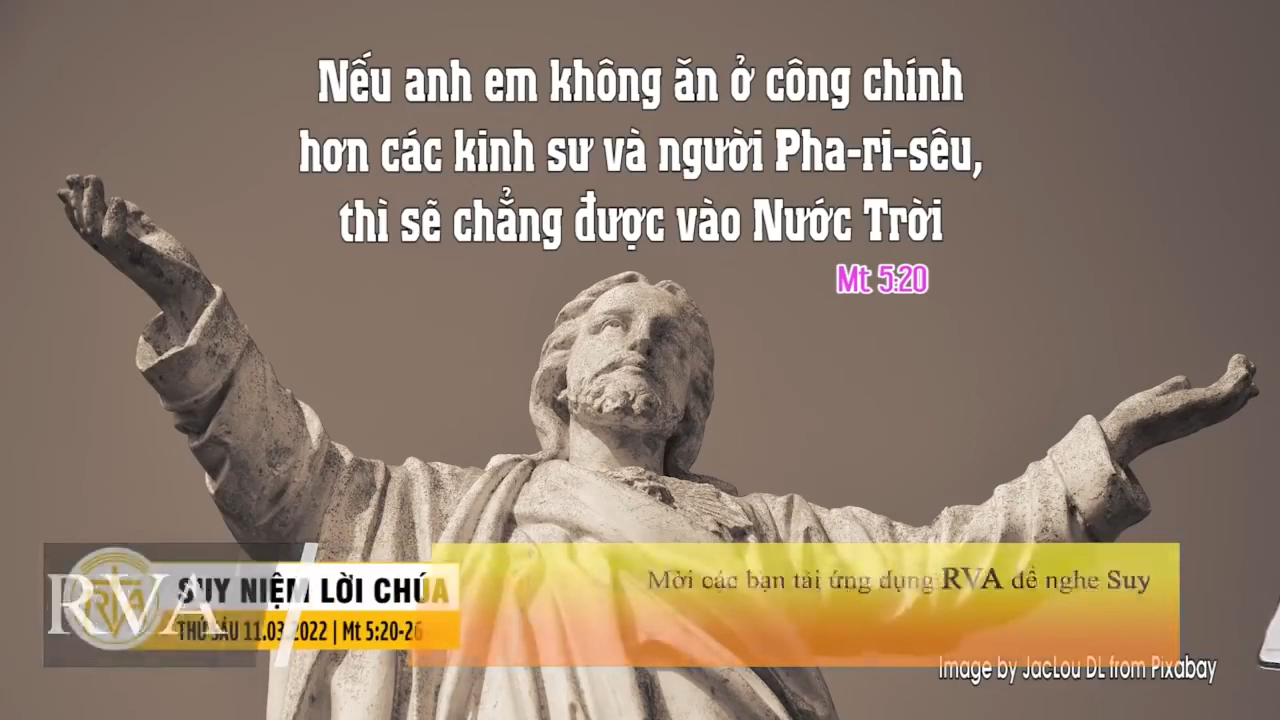 Nếu anh em không ăn ở công chính
hơn các kinh sư và người Pha-ri-sêu,
thì sẽ chẳng được vào Nước Trời
Mt 5:20
RVA
SUY NIỆM LỜI CHÚA
THỨ SÁU 11.03.2022 | Mt 5:20-26
Mời các bạn tải ứng dụng RVA để nghe Suy
Image by JacLou DL from Pixabay